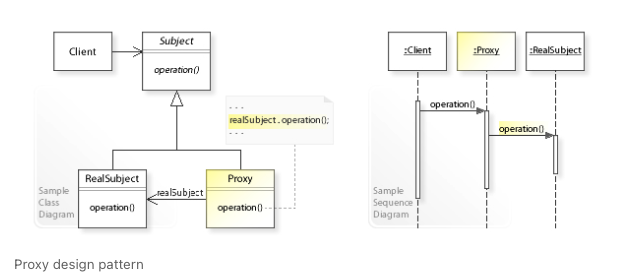 Client
Subject
operation()
- - -
realSubject.operation();
- - -
RealSubject
operation()
realSubject
Proxy
operation()
Sample
Class
Diagram
:Client
:Proxy
:RealSubject
operation()
operation()
Sample
Sequence
Diagram
Proxy design pattern